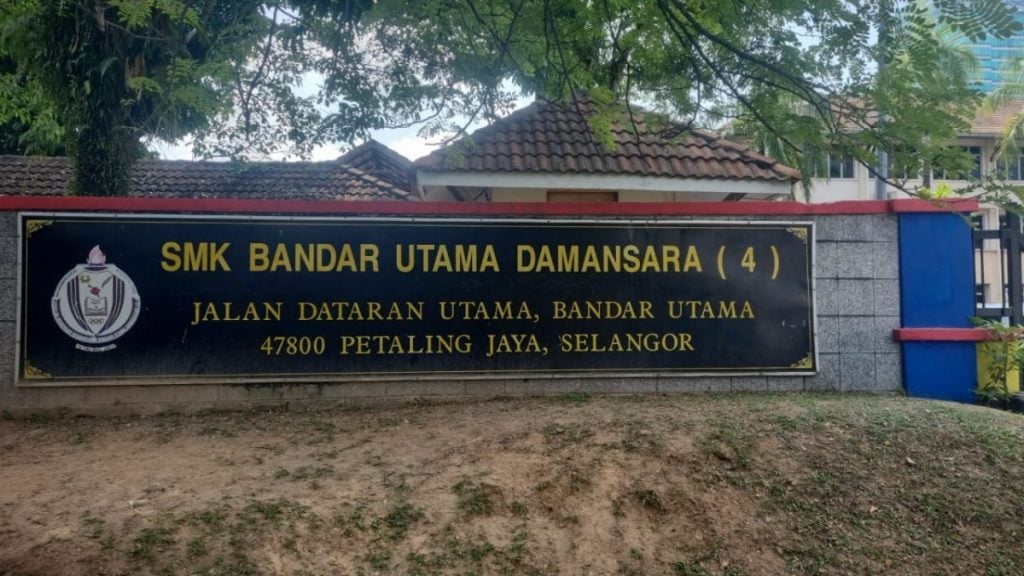 SMK BANDAR UTAMA DAMANSARA ( 4 )
JALAN DATARAN UTAMA, BANDAR UTAMA
47800 PETALING JAYA, SELANGOR